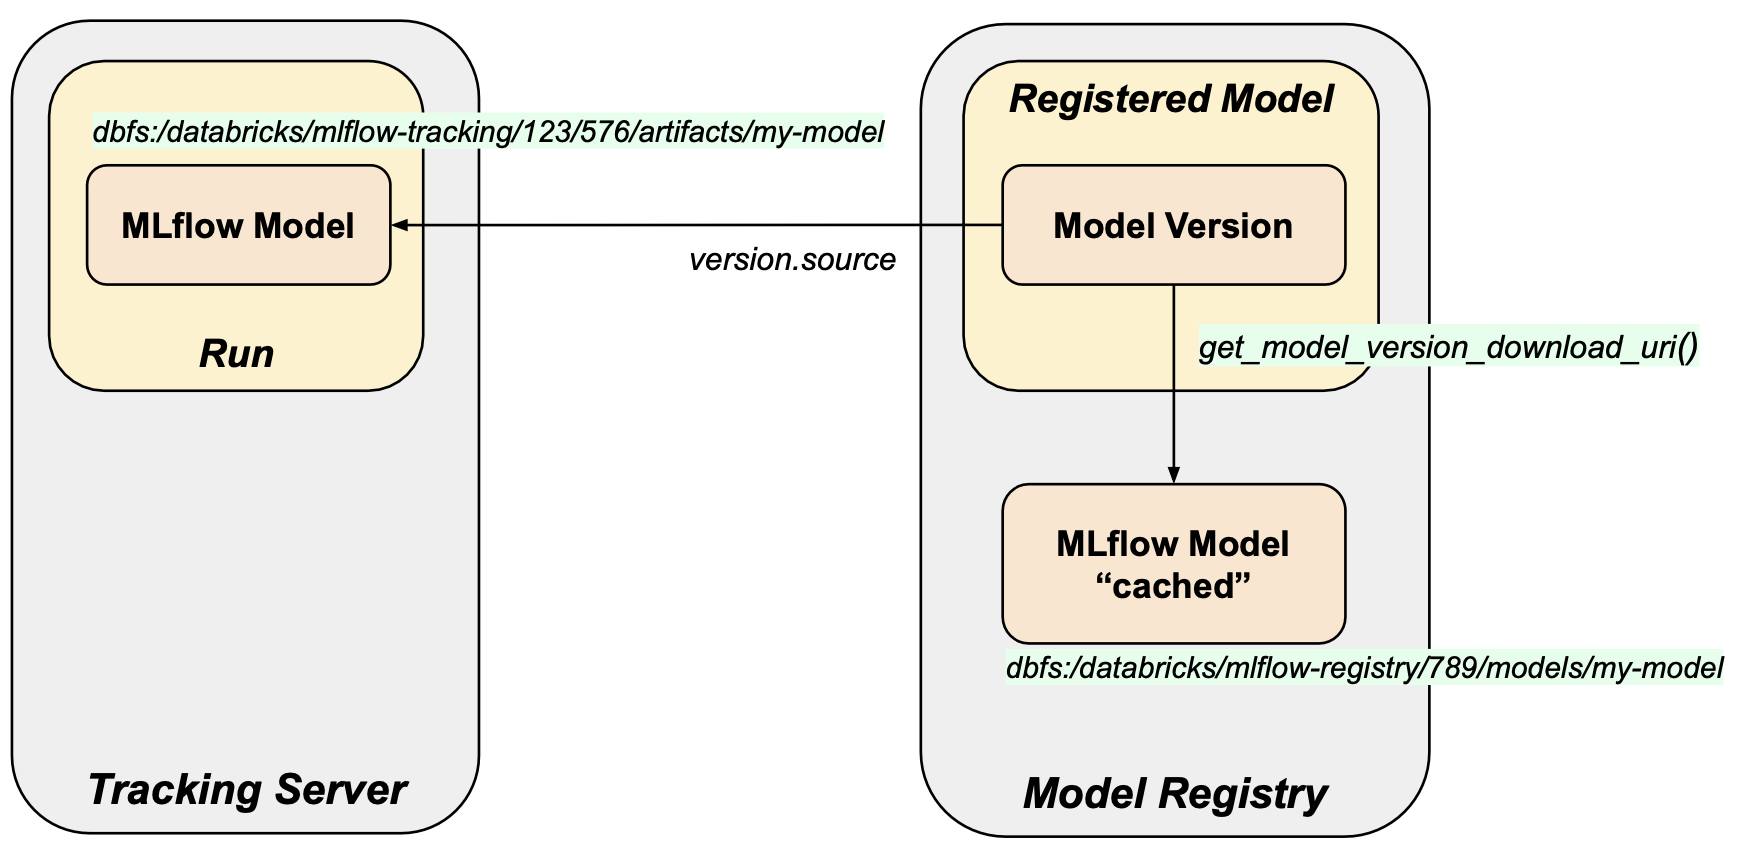 dbfs:/databricks/mlflow-tracking/123/576/artifacts/my-model
MLflow Model
Run
Tracking Server
version.source
Registered Model
Model Version
get_model_version_download_uri()
MLflow Model
“cached”
dbfs:/databricks/mlflow-registry/789/models/my-model
Model Registry